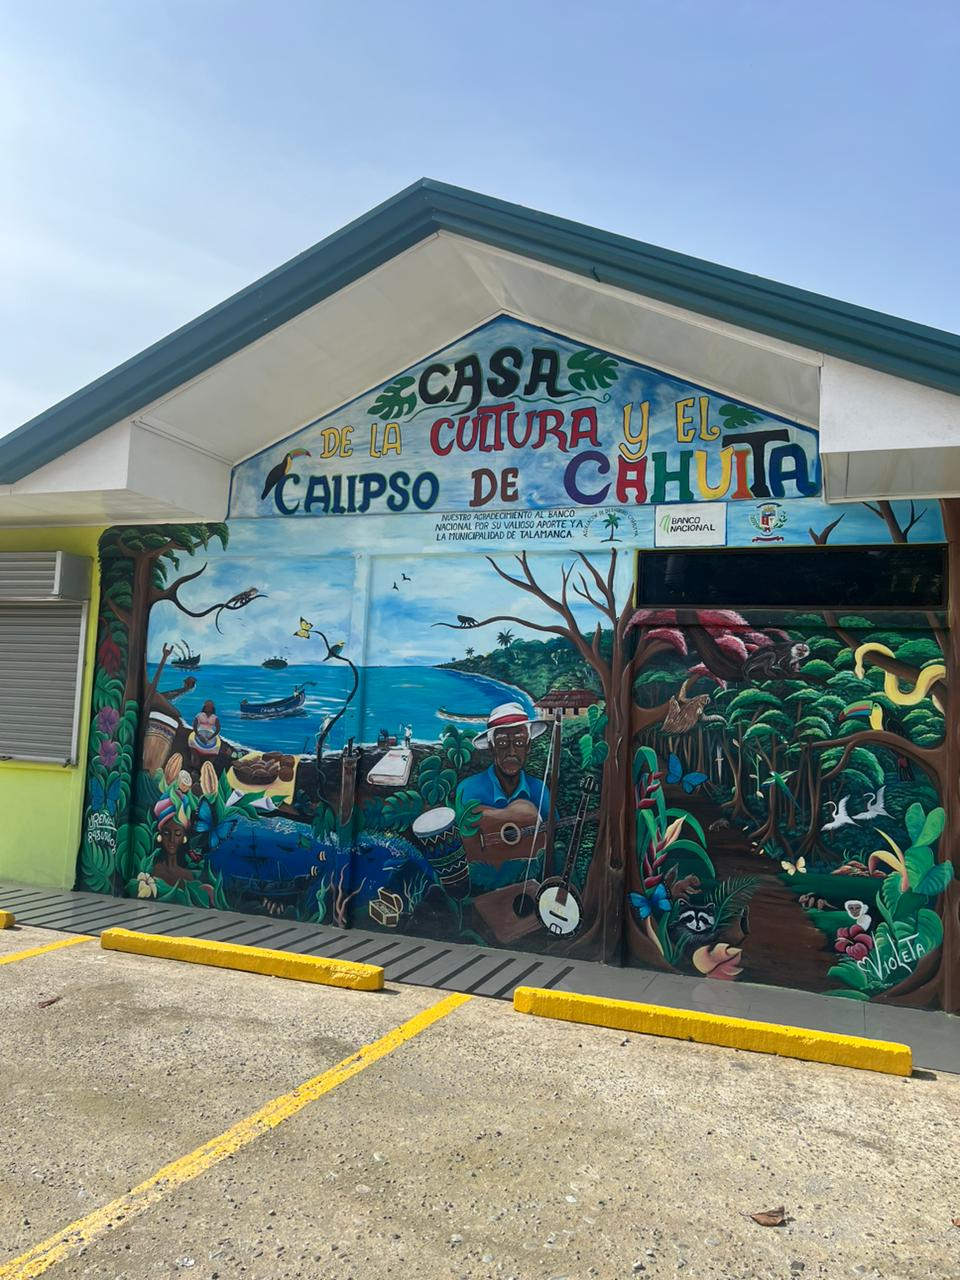 CASA
DE LA CULTURA Y EL
CALIPSO DE CAHUITA
NUESTRO AGRADECIMIENTO AL BANCO
NACIONAL POR SU VALIOSO APORTE YA
LA MUNICIPALIDAD DE TALAMANCA.
BANCO
NACIONAL
VIOLETA